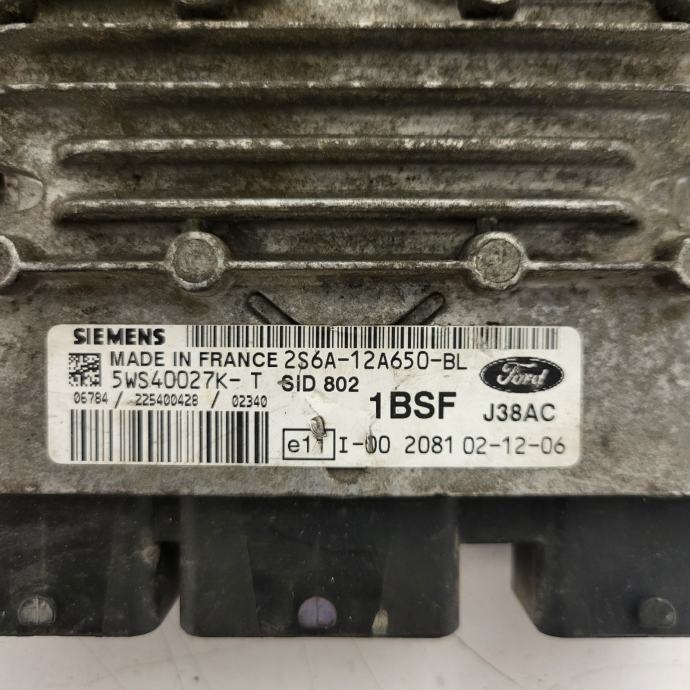 SIEMENS
MADE IN FRANCE 2S6A-12A650-BL
Ford
5WS40027K-T SID 802
06784 / 225400428 / 02340
1BSF J38AC
I-00 2081 02-12-06